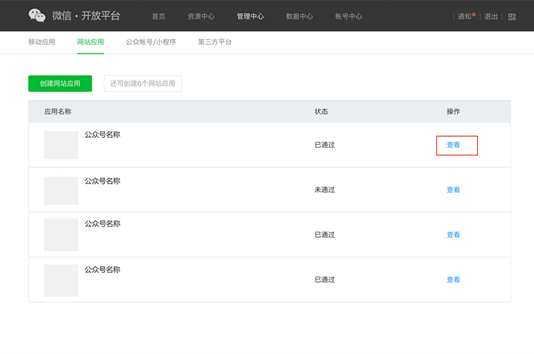 微信·开放平台 首页 资源中心 管理中心 数据中心 帐号中心 通知 退出
移动应用 网站应用 公众帐号/小程序 第三方平台
创建网站应用 还可创建6个网站应用
应用名称 状态 操作
公众号名称
已通过 查看
公众号名称
未通过 查看
公众号名称
已通过 查看
公众号名称
已通过 查看